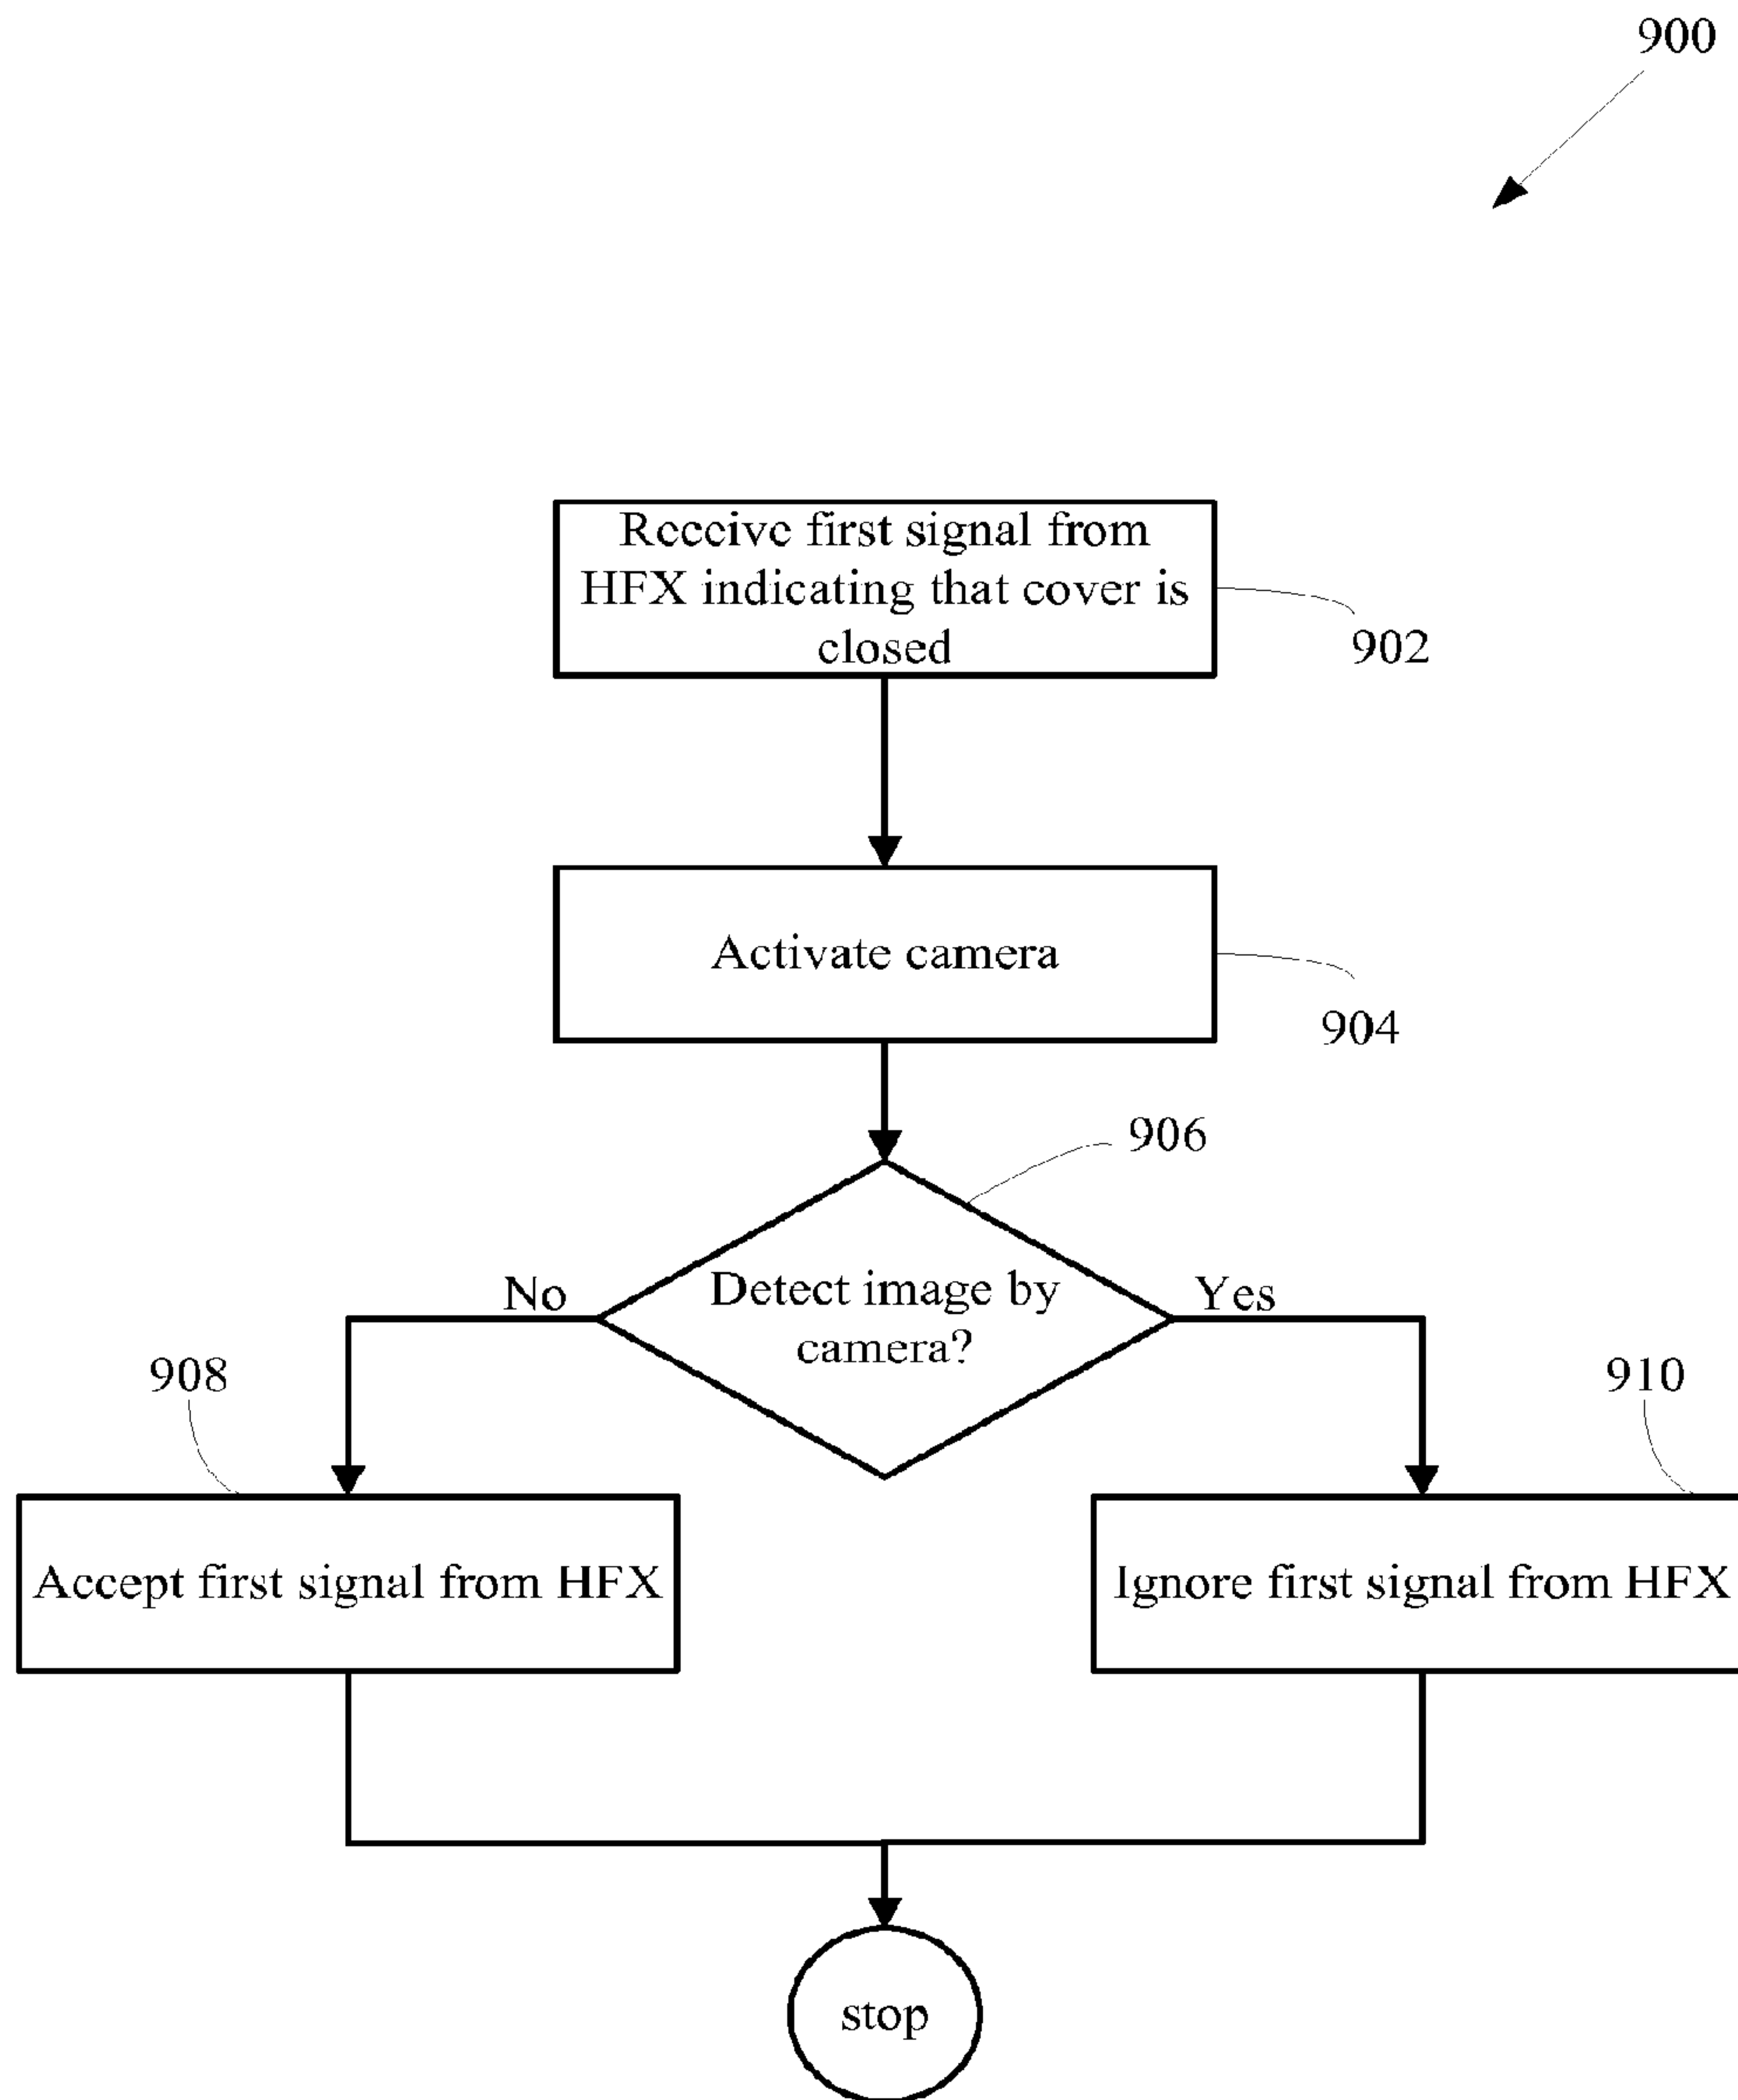 900
Receive first signal from
HFX indicating that cover is
closed
902
Activate camera
904
906
No
Detect image by
camera?
Yes
908
910
Accept first signal from HFX
Ignore first signal from HFX
stop